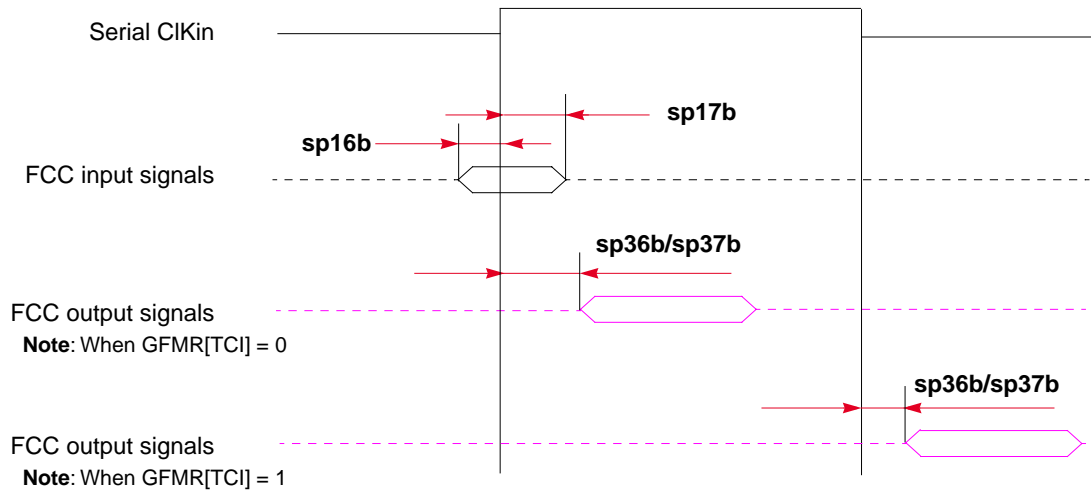 Serial ClKin
sp17b
sp16b
FCC input signals
sp36b/sp37b
FCC output signals
Note: When GFMR[TCI] = 0
sp36b/sp37b
FCC output signals
Note: When GFMR[TCI] = 1